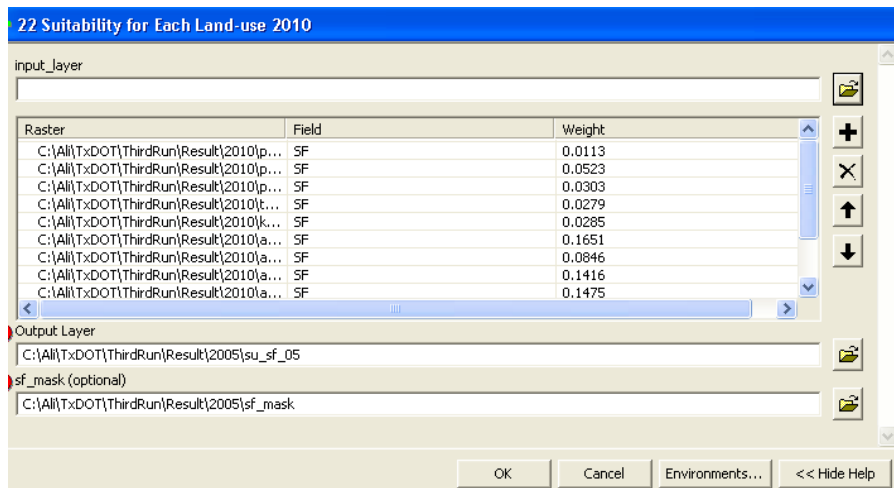 22 Suitability for Each Land-use 2010
input_layer
Raster Field Weight
C:\Ali\TxDOT\ThirdRun\Result\2010\p... SF 0.0113
C:\Ali\TxDOT\ThirdRun\Result\2010\p... SF 0.0523
C:\Ali\TxDOT\ThirdRun\Result\2010\p... SF 0.0303
C:\Ali\TxDOT\ThirdRun\Result\2010\t... SF 0.0279
C:\Ali\TxDOT\ThirdRun\Result\2010\k... SF 0.0285
C:\Ali\TxDOT\ThirdRun\Result\2010\a... SF 0.1651
C:\Ali\TxDOT\ThirdRun\Result\2010\a... SF 0.0846
C:\Ali\TxDOT\ThirdRun\Result\2010\a... SF 0.1416
C:\Ali\TxDOT\ThirdRun\Result\2010\a... SF 0.1475
Output Layer
C:\Ali\TxDOT\ThirdRun\Result\2005\su_sf_05
sf_mask (optional)
C:\Ali\TxDOT\ThirdRun\Result\2005\sf_mask
OK Cancel Environments... << Hide Help